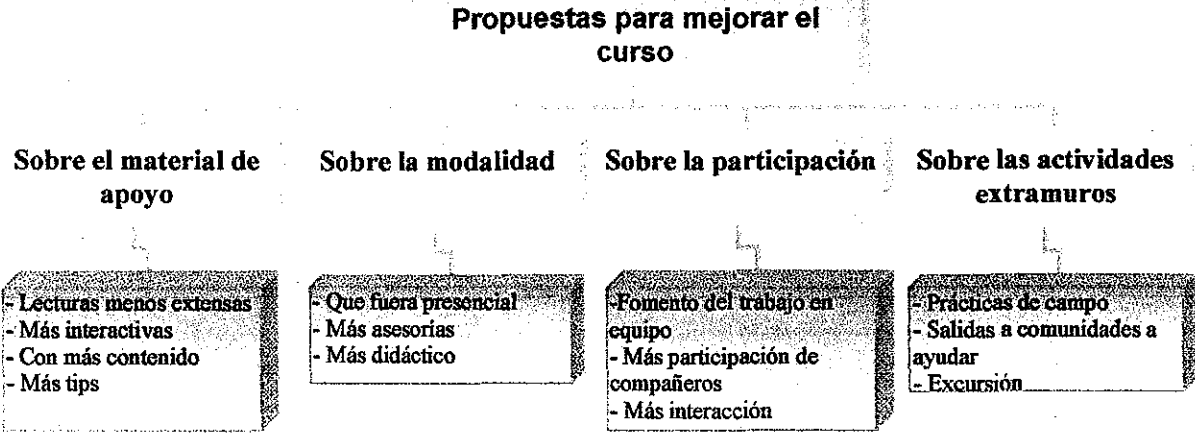 Propuestas para mejorar el
curso
Sobre el material de
apoyo
- Lecturas menos extensas
- Más interactivas
- Con más contenido
- Más tips
Sobre la modalidad
- Que fuera presencial
- Más asesorías
- Más didáctico
Sobre la participación
-Fomento del trabajo en
equipo
- Más participación de
compañeros
- Más interacción
Sobre las actividades
extramuros
- Prácticas de campo
- Salidas a comunidades a
ayudar
- Excursión